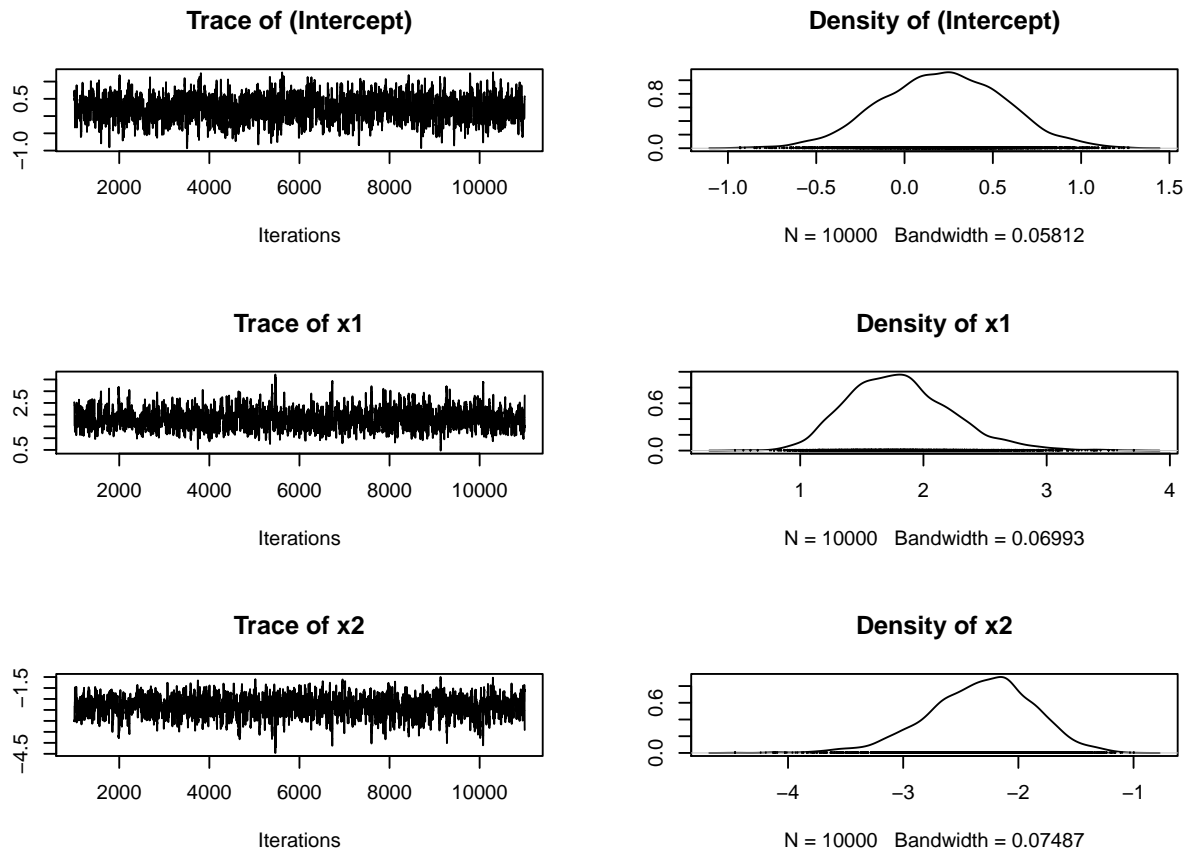 Trace of (Intercept)
−1.0 0.5
2000 4000 6000 8000 10000
Iterations
Density of (Intercept)
0.0 0.8
−1.0 −0.5 0.0 0.5 1.0 1.5
N = 10000 Bandwidth = 0.05812
Trace of x1
0.5 2.5
2000 4000 6000 8000 10000
Iterations
Density of x1
0.0 0.6
1 2 3 4
N = 10000 Bandwidth = 0.06993
Trace of x2
−4.5 −1.5
2000 4000 6000 8000 10000
Iterations
Density of x2
0.0 0.6
−4 −3 −2 −1
N = 10000 Bandwidth = 0.07487